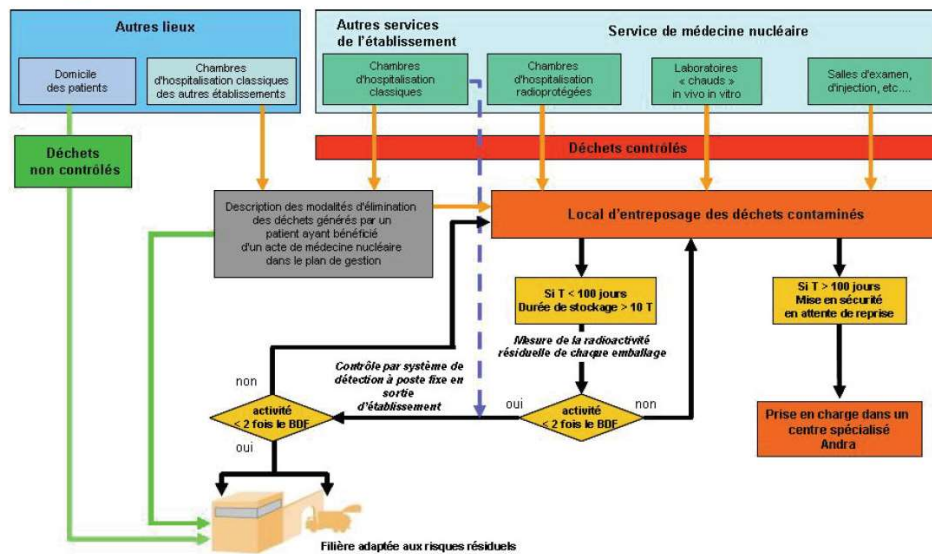 Autres lieux
Domicile
des patients
Chambres
d'hospitalisation classiques
des autres établissements
Autres services
de l'établissement
Service de médecine nucléaire
Chambres
d'hospitalisation
classiques
Chambres
d'hospitalisation
radioprotégées
Laboratoires
« chauds »
in vivo in vitro
Salles d'examen,
d'injection, etc....
Déchets
non contrôlés
Déchets contrôlés
Description des modalités d'élimination
des déchets générés par un
patient ayant bénéficié
d'un acte de médecine nucléaire
dans le plan de gestion
Local d'entreposage des déchets contaminés
Si T < 100 jours
Durée de stockage > 10 T
Si T > 100 jours
Mise en sécurité
en attente de reprise
Mesure de la radioactivité
résiduelle de chaque emballage
Contrôle par système de
détection à poste fixe en
sortie
d'établissement
non
activité
< 2 fois le BDF
oui
oui
activité
< 2 fois le BDF
non
Prise en charge dans un
centre spécialisé
Andra
Filière adaptée aux risques résiduels